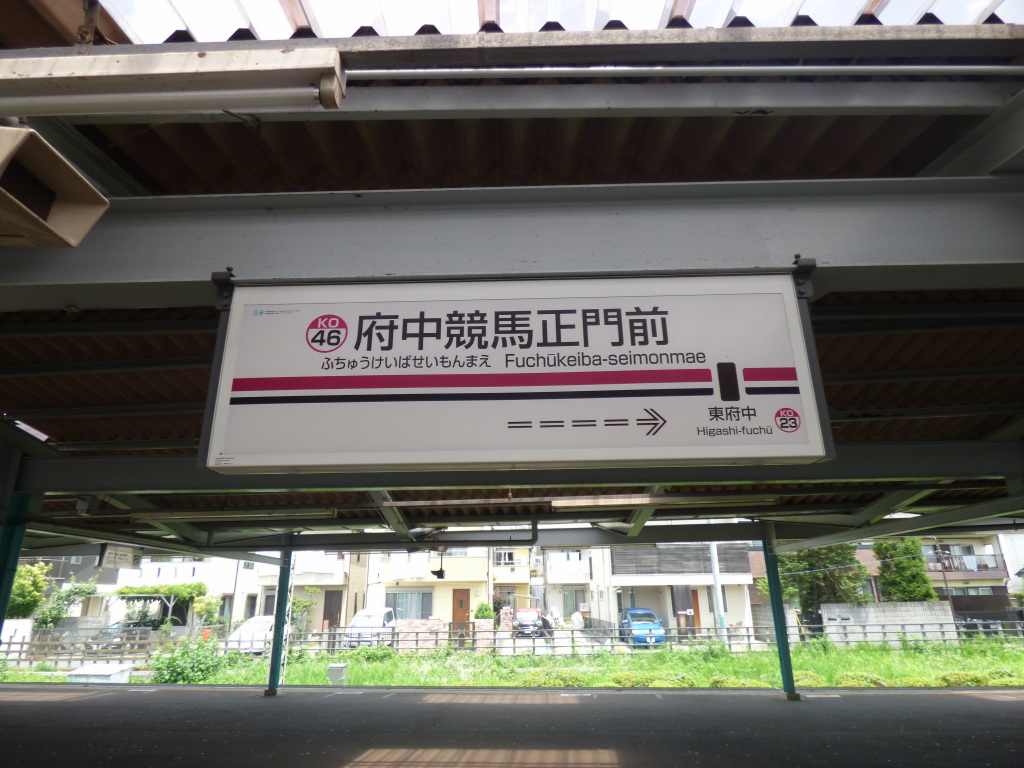 KO
46
府中競馬正門前
ふちゅうけいばせいもんまえ Fuchūkeiba-seimonmae
東府中
Higashi-fuchū
KO
23